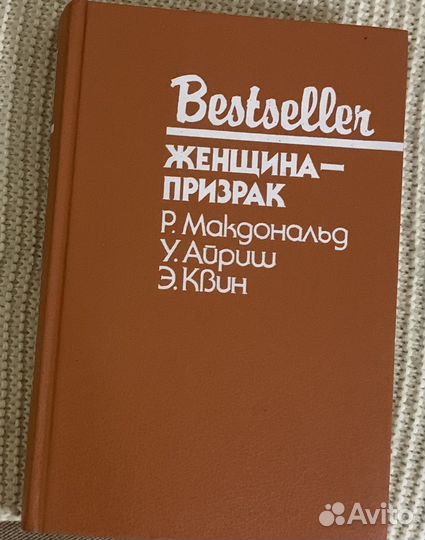 Bestseller
ЖЕНЩИНА—
ПРИЗРАК
Р. Макдональд
У. Айриш
Э. Квин
Avito